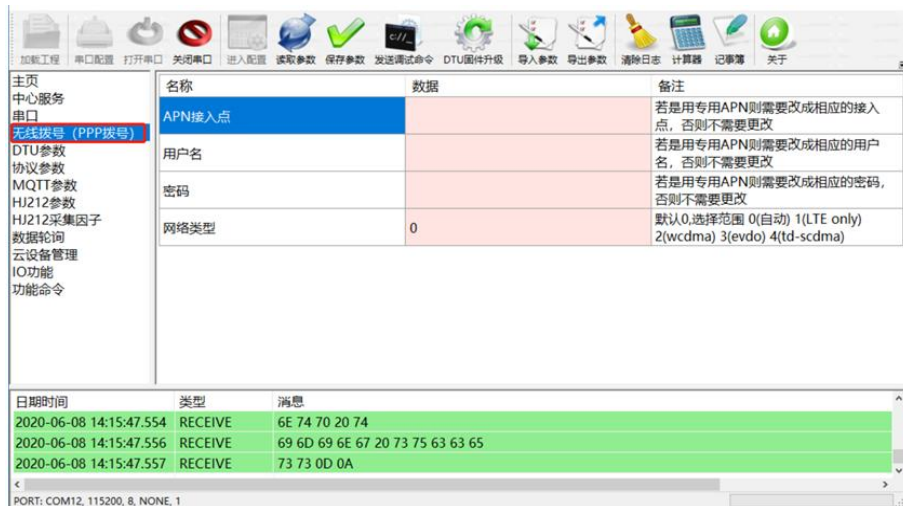 加载工程 串口配置 打开串口 关闭串口 进入配置 读取参数 保存参数 发送调试命令 DTU固件升级 导入参数 导出参数 清除日志 计算器 记事簿 关于
C://_
主页
中心服务
串口
无线拨号（PPP拨号）
DTU参数
协议参数
MQTT参数
HJ212参数
HJ212采集因子
数据轮询
云设备管理
IO功能
功能命令
名称 数据 备注
APN接入点 若是用专用APN则需要改成相应的接入
点，否则不需要更改
用户名 若是用专用APN则需要改成相应的用户
名，否则不需要更改
密码 若是用专用APN则需要改成相应的密码，
否则不需要更改
网络类型 0 默认0,选择范围 0(自动) 1(LTE only)
2(wcdma) 3(evdo) 4(td-scdma)
日期时间 类型 消息
2020-06-08 14:15:47.554 RECEIVE 6E 74 70 20 74
2020-06-08 14:15:47.556 RECEIVE 69 6D 69 6E 67 20 73 75 63 63 65
2020-06-08 14:15:47.557 RECEIVE 73 73 0D 0A
PORT: COM12, 115200, 8, NONE, 1